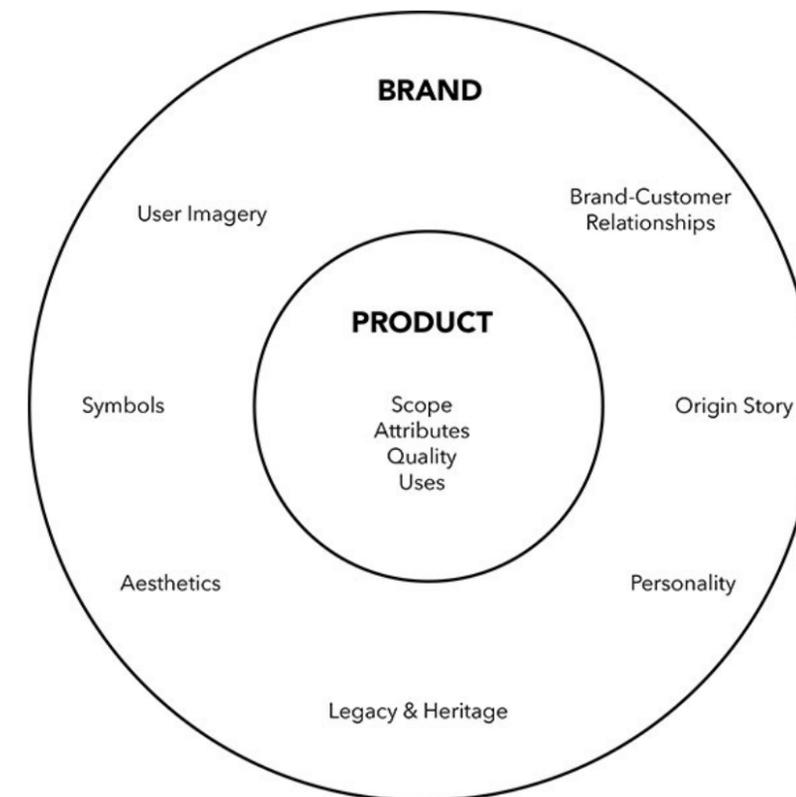 BRAND
User Imagery
Brand-Customer
Relationships
PRODUCT
Symbols
Scope
Attributes
Quality
Uses
Origin Story
Aesthetics
Personality
Legacy & Heritage